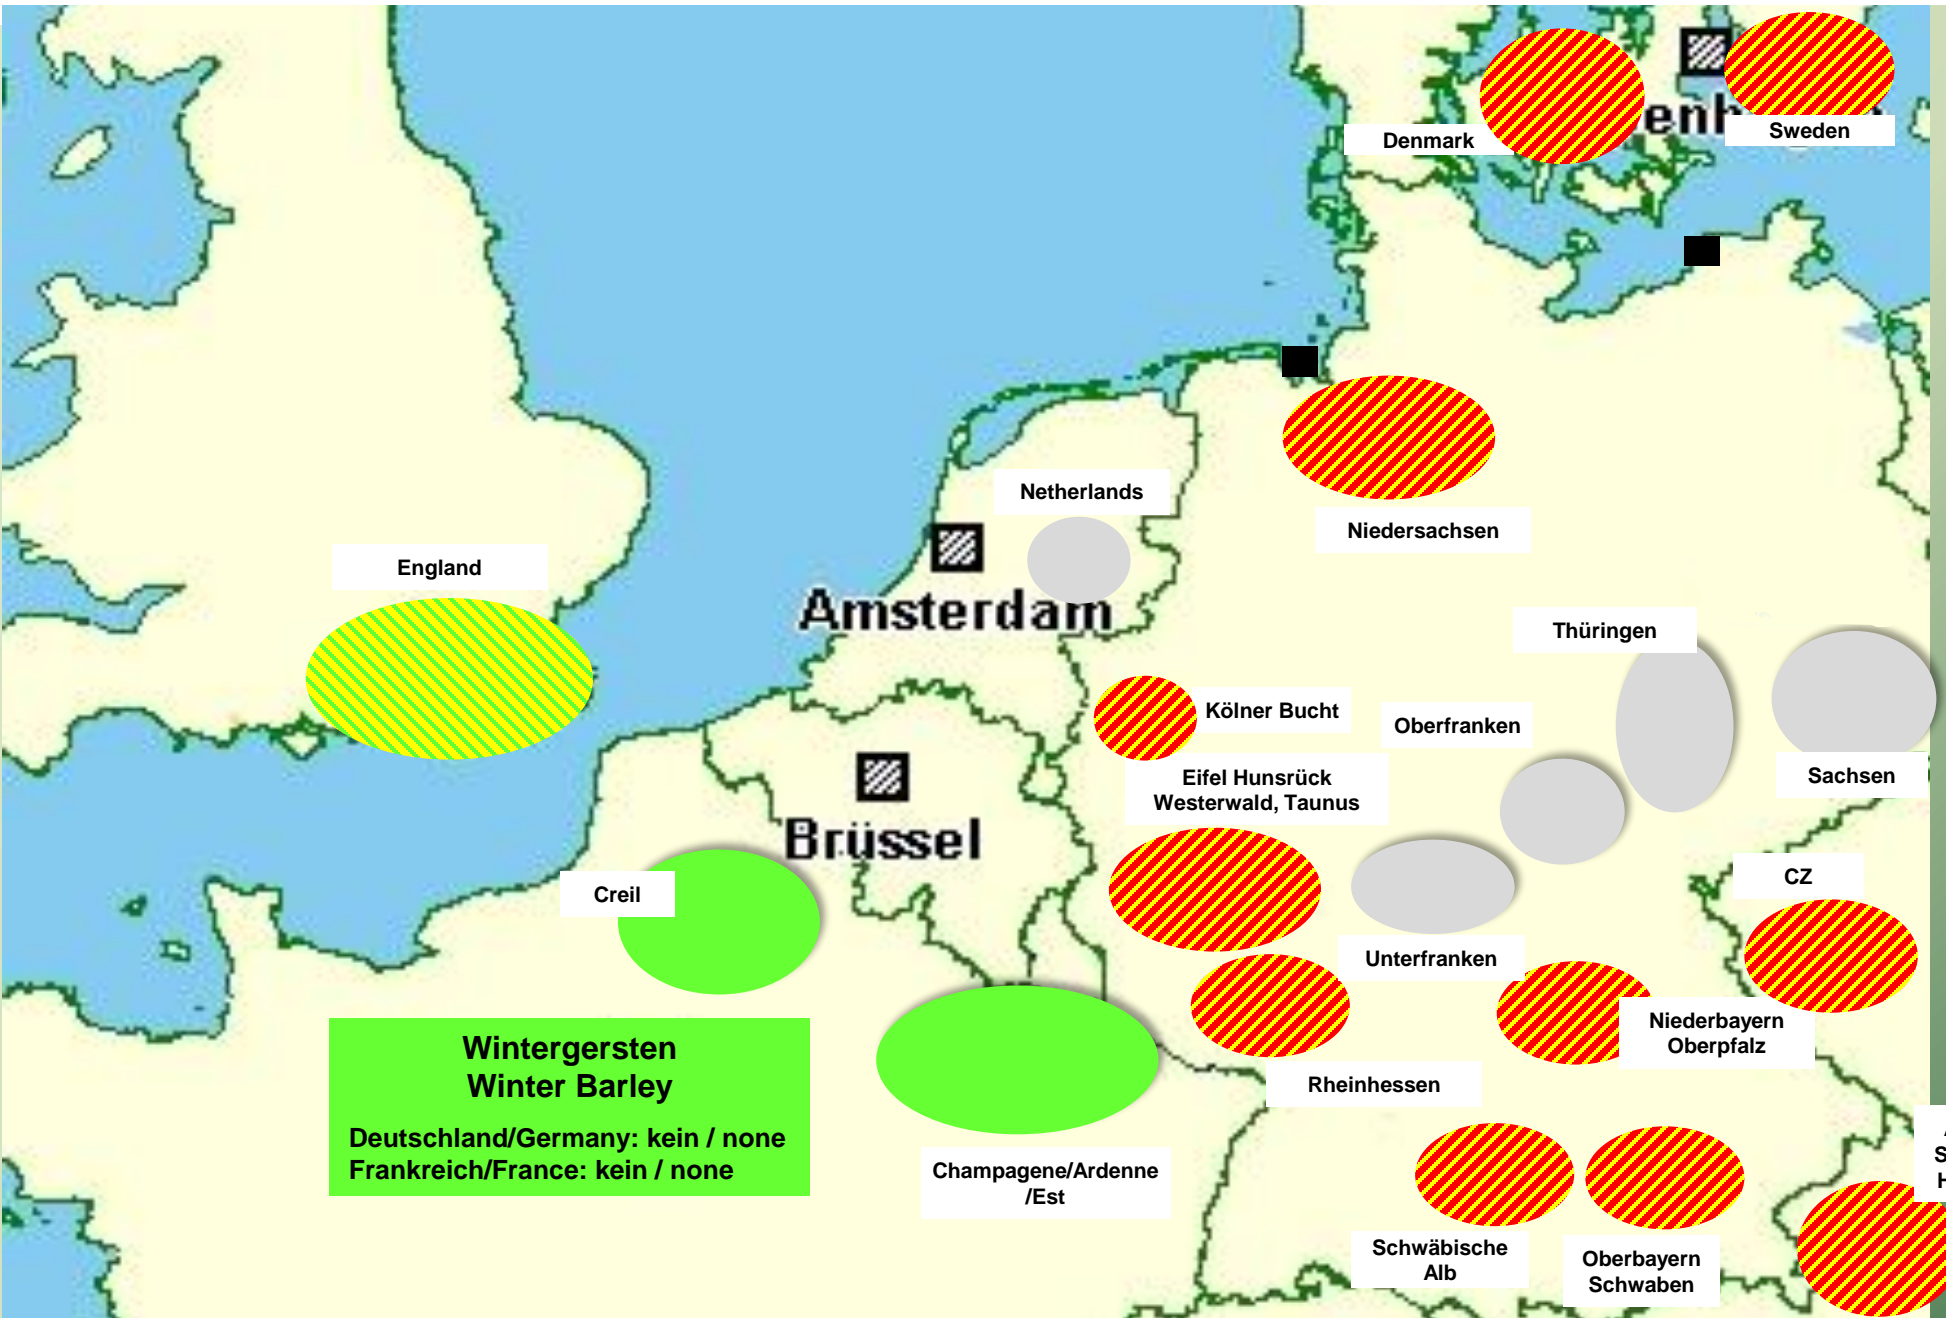 enh
Denmark
Sweden
Netherlands
Niedersachsen
England
Amsterdam
Thüringen
Kölner Bucht
Oberfranken
Eifel Hunsrück
Westerwald, Taunus
Sachsen
Brüssel
Creil
CZ
Unterfranken
Niederbayern
Oberpfalz
Wintergersten
Winter Barley
Deutschland/Germany: kein / none
Frankreich/France: kein / none
Rheinhessen
Champagene/Ardenne
/Est
Schwäbische
Alb
Oberbayern
Schwaben